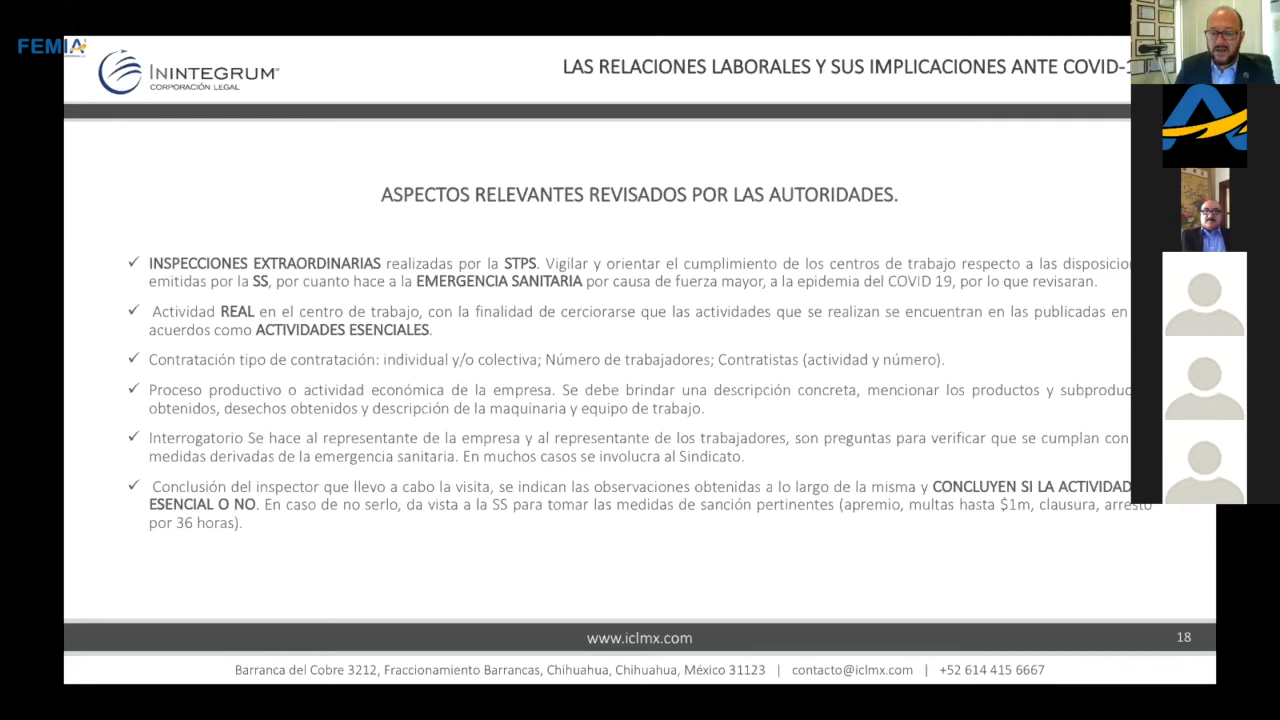 FEMIA
ININTEGRUM
CORPORACIÓN LEGAL
LAS RELACIONES LABORALES Y SUS IMPLICACIONES ANTE COVID-1
ASPECTOS RELEVANTES REVISADOS POR LAS AUTORIDADES.
✓ INSPECCIONES EXTRAORDINARIAS realizadas por la STPS. Vigilar y orientar el cumplimiento de los centros de trabajo respecto a las disposicion
emitidas por la SS, por cuanto hace a la EMERGENCIA SANITARIA por causa de fuerza mayor, a la epidemia del COVID 19, por lo que revisaran.
✓ Actividad REAL en el centro de trabajo, con la finalidad de cerciorarse que las actividades que se realizan se encuentran en las publicadas en
acuerdos como ACTIVIDADES ESENCIALES.
✓ Contratación tipo de contratación: individual y/o colectiva; Número de trabajadores; Contratistas (actividad y número).
✓ Proceso productivo o actividad económica de la empresa. Se debe brindar una descripción concreta, mencionar los productos y subproduc
obtenidos, desechos obtenidos y descripción de la maquinaria y equipo de trabajo.
✓ Interrogatorio Se hace al representante de la empresa y al representante de los trabajadores, son preguntas para verificar que se cumplan con
medidas derivadas de la emergencia sanitaria. En muchos casos se involucra al Sindicato.
✓ Conclusión del inspector que llevo a cabo la visita, se indican las observaciones obtenidas a lo largo de la misma y CONCLUYEN SI LA ACTIVIDAD
ESENCIAL O NO. En caso de no serlo, da vista a la SS para tomar las medidas de sanción pertinentes (apremio, multas hasta $1m, clausura, arresto
por 36 horas).
www.iclmx.com
18
Barranca del Cobre 3212, Fraccionamiento Barrancas, Chihuahua, Chihuahua, México 31123 | contacto@iclmx.com | +52 614 415 6667